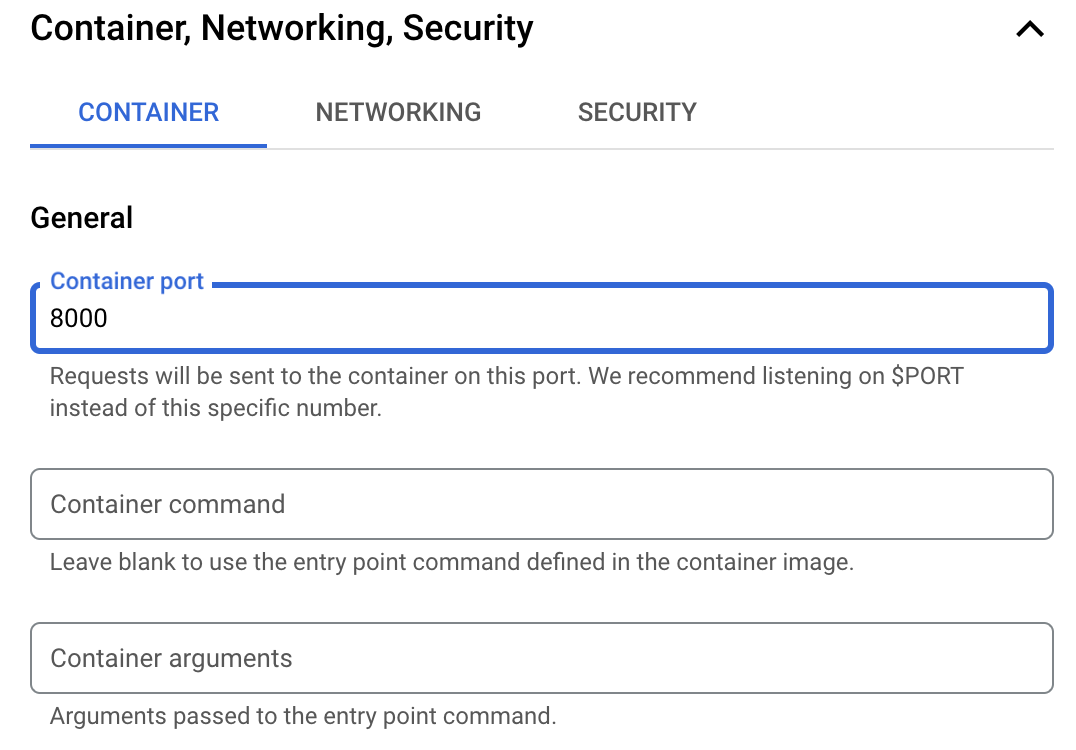 Container, Networking, Security
CONTAINER
NETWORKING
SECURITY
General
Container port
8000
Requests will be sent to the container on this port. We recommend listening on $PORT
instead of this specific number.
Container command
Leave blank to use the entry point command defined in the container image.
Container arguments
Arguments passed to the entry point command.